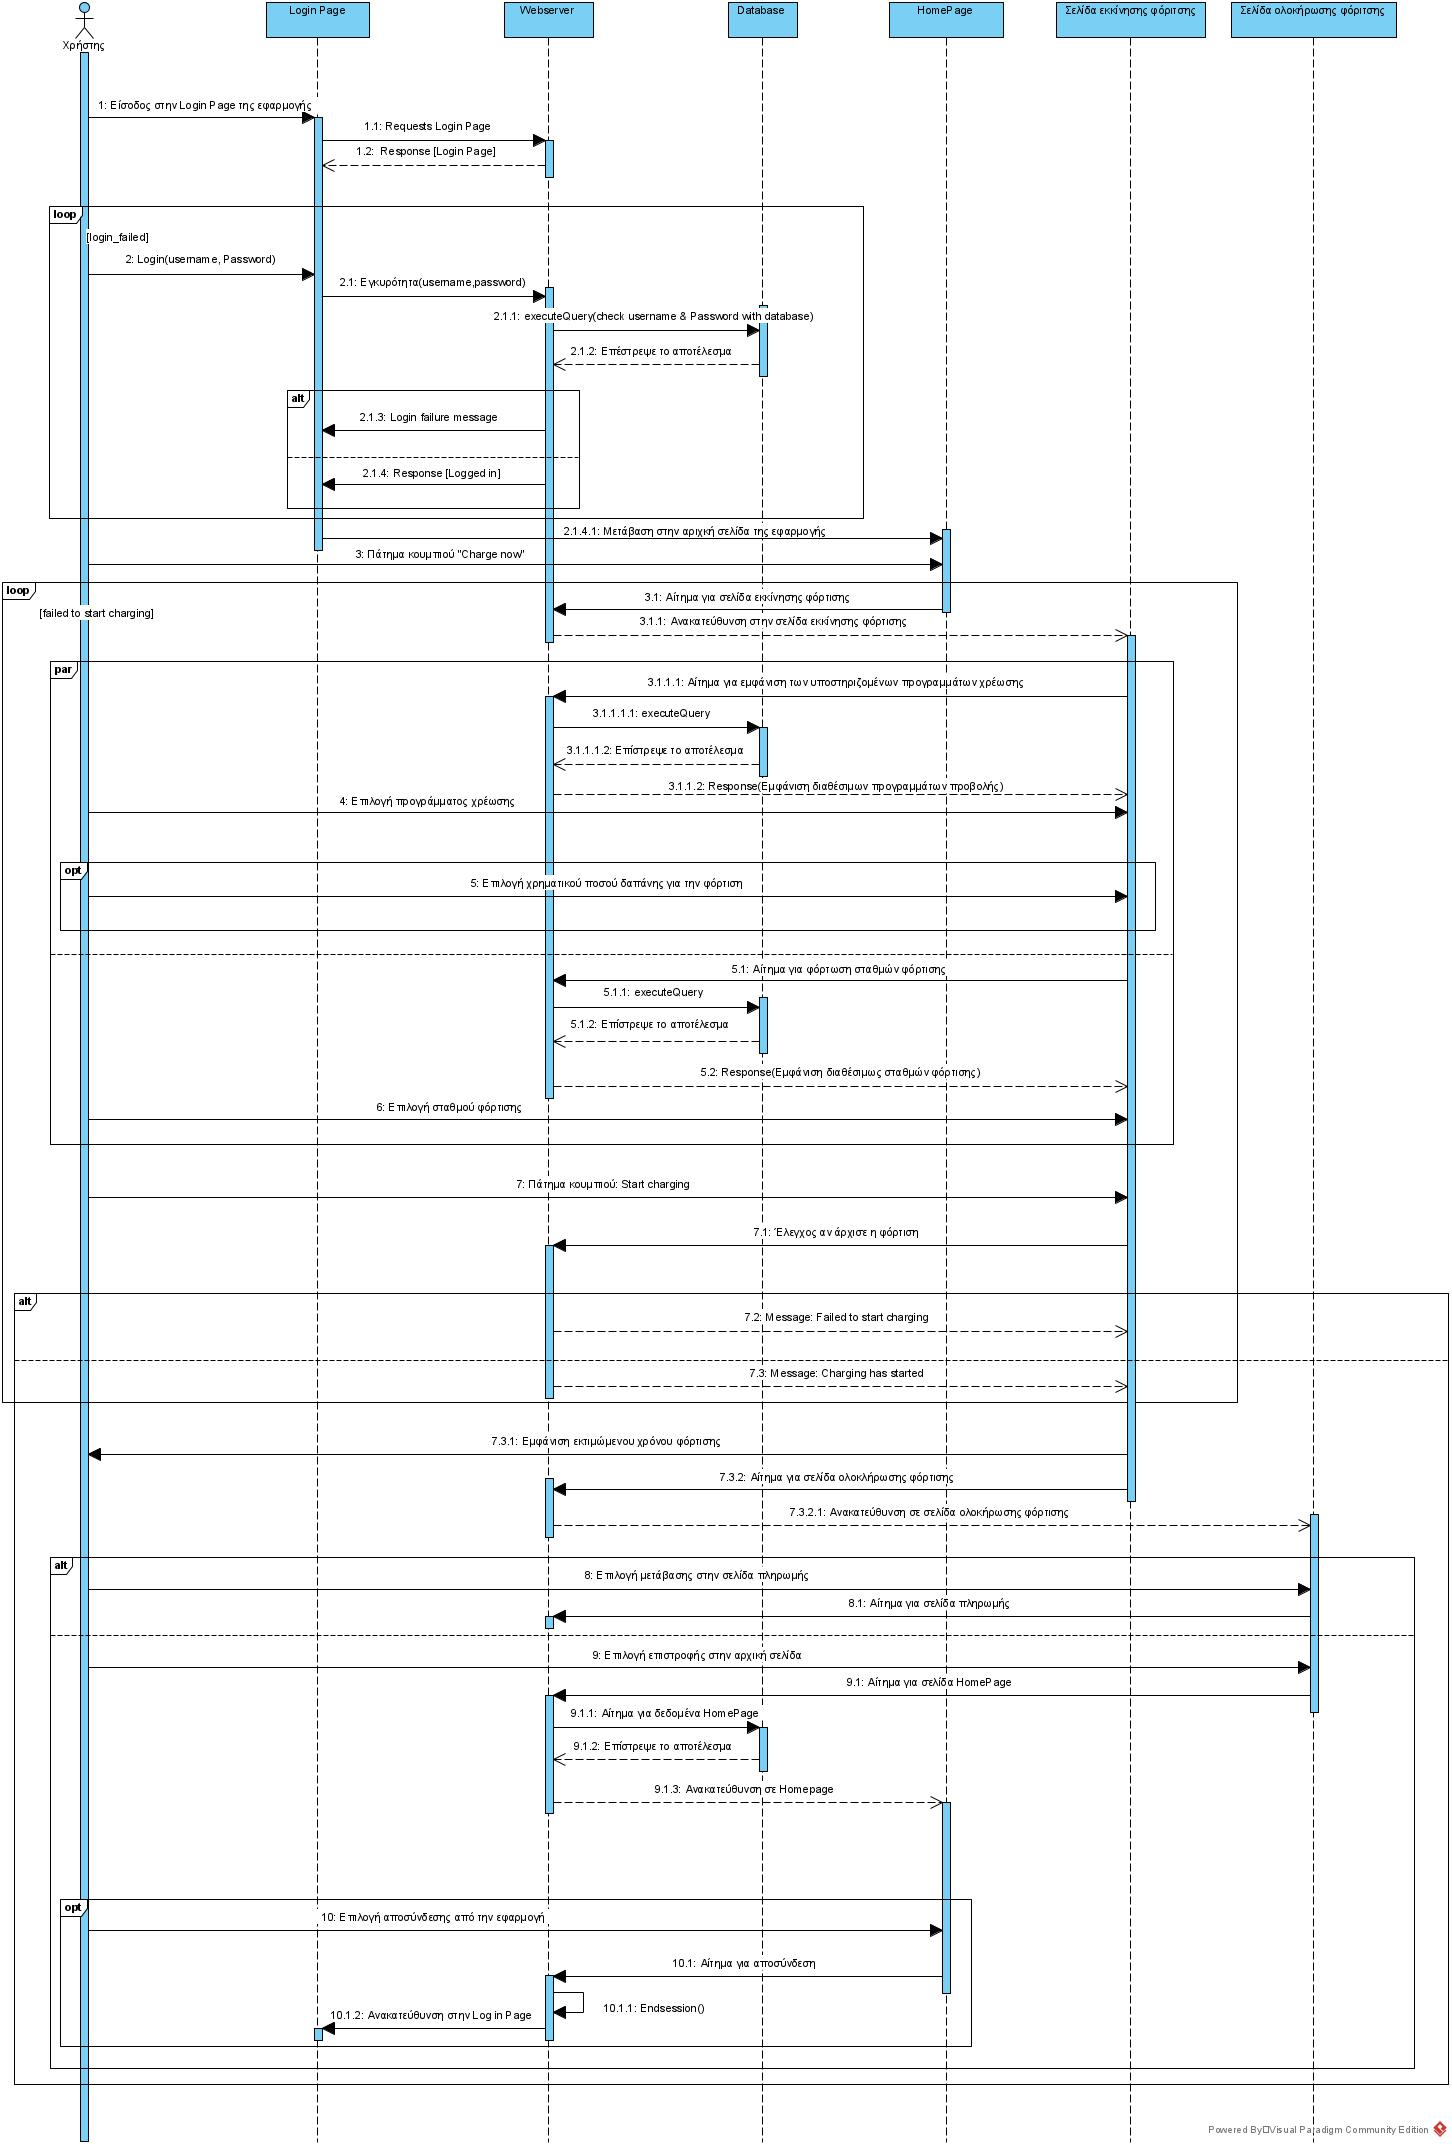 Login Page
Webserver
Database
HomePage
Σελίδα εκκίνησης φόριτσης
Σελίδα ολοκήρωσης φόριτσης
Χρήστης
1: Είσοδος στην Login Page της εφαρμογής
1.1: Requests Login Page
1.2: Response [Login Page]
loop
[login_failed]
2: Login(username, Password)
2.1: Εγκυρότητα(username,password)
2.1.1: executeQuery(check username & Password with database)
2.1.2: Επέστρεψε το αποτέλεσμα
alt
2.1.3: Login failure message
2.1.4: Response [Logged in]
2.1.4.1: Μετάβαση στην αριχκή σελίδα της εφαρμογής
3: Πάτημα κουμπιού "Charge now"
loop
[failed to start charging]
3.1: Αίτημα για σελίδα εκκίνησης φόρτισης
3.1.1: Ανακατεύθυνση στην σελίδα εκκίνησης φόρτισης
par
3.1.1.1: Αίτημα για εμφάνιση των υποστηριζομένων προγραμμάτων χρέωσης
3.1.1.1.1: executeQuery
3.1.1.1.2: Επίστρεψε το αποτέλεσμα
3.1.1.2: Response(Εμφάνιση διαθέσιμων προγραμμάτων προβολής)
4: Επιλογή προγράμματος χρέωσης
opt
5: Επιλογή χρηματικού ποσού δαπάνης για την φόρτιση
5.1: Αίτημα για φόρτωση σταθμών φόρτισης
5.1.1: executeQuery
5.1.2: Επίστρεψε το αποτέλεσμα
5.2: Response(Εμφάνιση διαθέσιμως σταθμών φόρτισης)
6: Επιλογή σταθμού φόρτισης
7: Πάτημα κουμπιού: Start charging
7.1: Έλεγχος αν άρχισε η φόρτιση
alt
7.2: Message: Failed to start charging
7.3: Message: Charging has started
7.3.1: Εμφάνιση εκτιμώμενου χρόνου φόρτισης
7.3.2: Αίτημα για σελίδα ολοκλήρωσης φόρτισης
7.3.2.1: Ανακατεύθυνση σε σελίδα ολοκήρωσης φόρτισης
alt
8: Επιλογή μετάβασης στην σελίδα πληρωμής
8.1: Αίτημα για σελίδα πληρωμής
9: Επιλογή επιστροφής στην αρχική σελίδα
9.1: Αίτημα για σελίδα HomePage
9.1.1: Αίτημα για δεδομένα HomePage
9.1.2: Επίστρεψε το αποτέλεσμα
9.1.3: Ανακατεύθυνση σε Homepage
opt
10: Επιλογή αποσύνδεσης από την εφαρμογή
10.1: Αίτημα για αποσύνδεση
10.1.1: Endsession()
10.1.2: Ανακατεύθυνση στην Log in Page
Powered By Visual Paradigm Community Edition